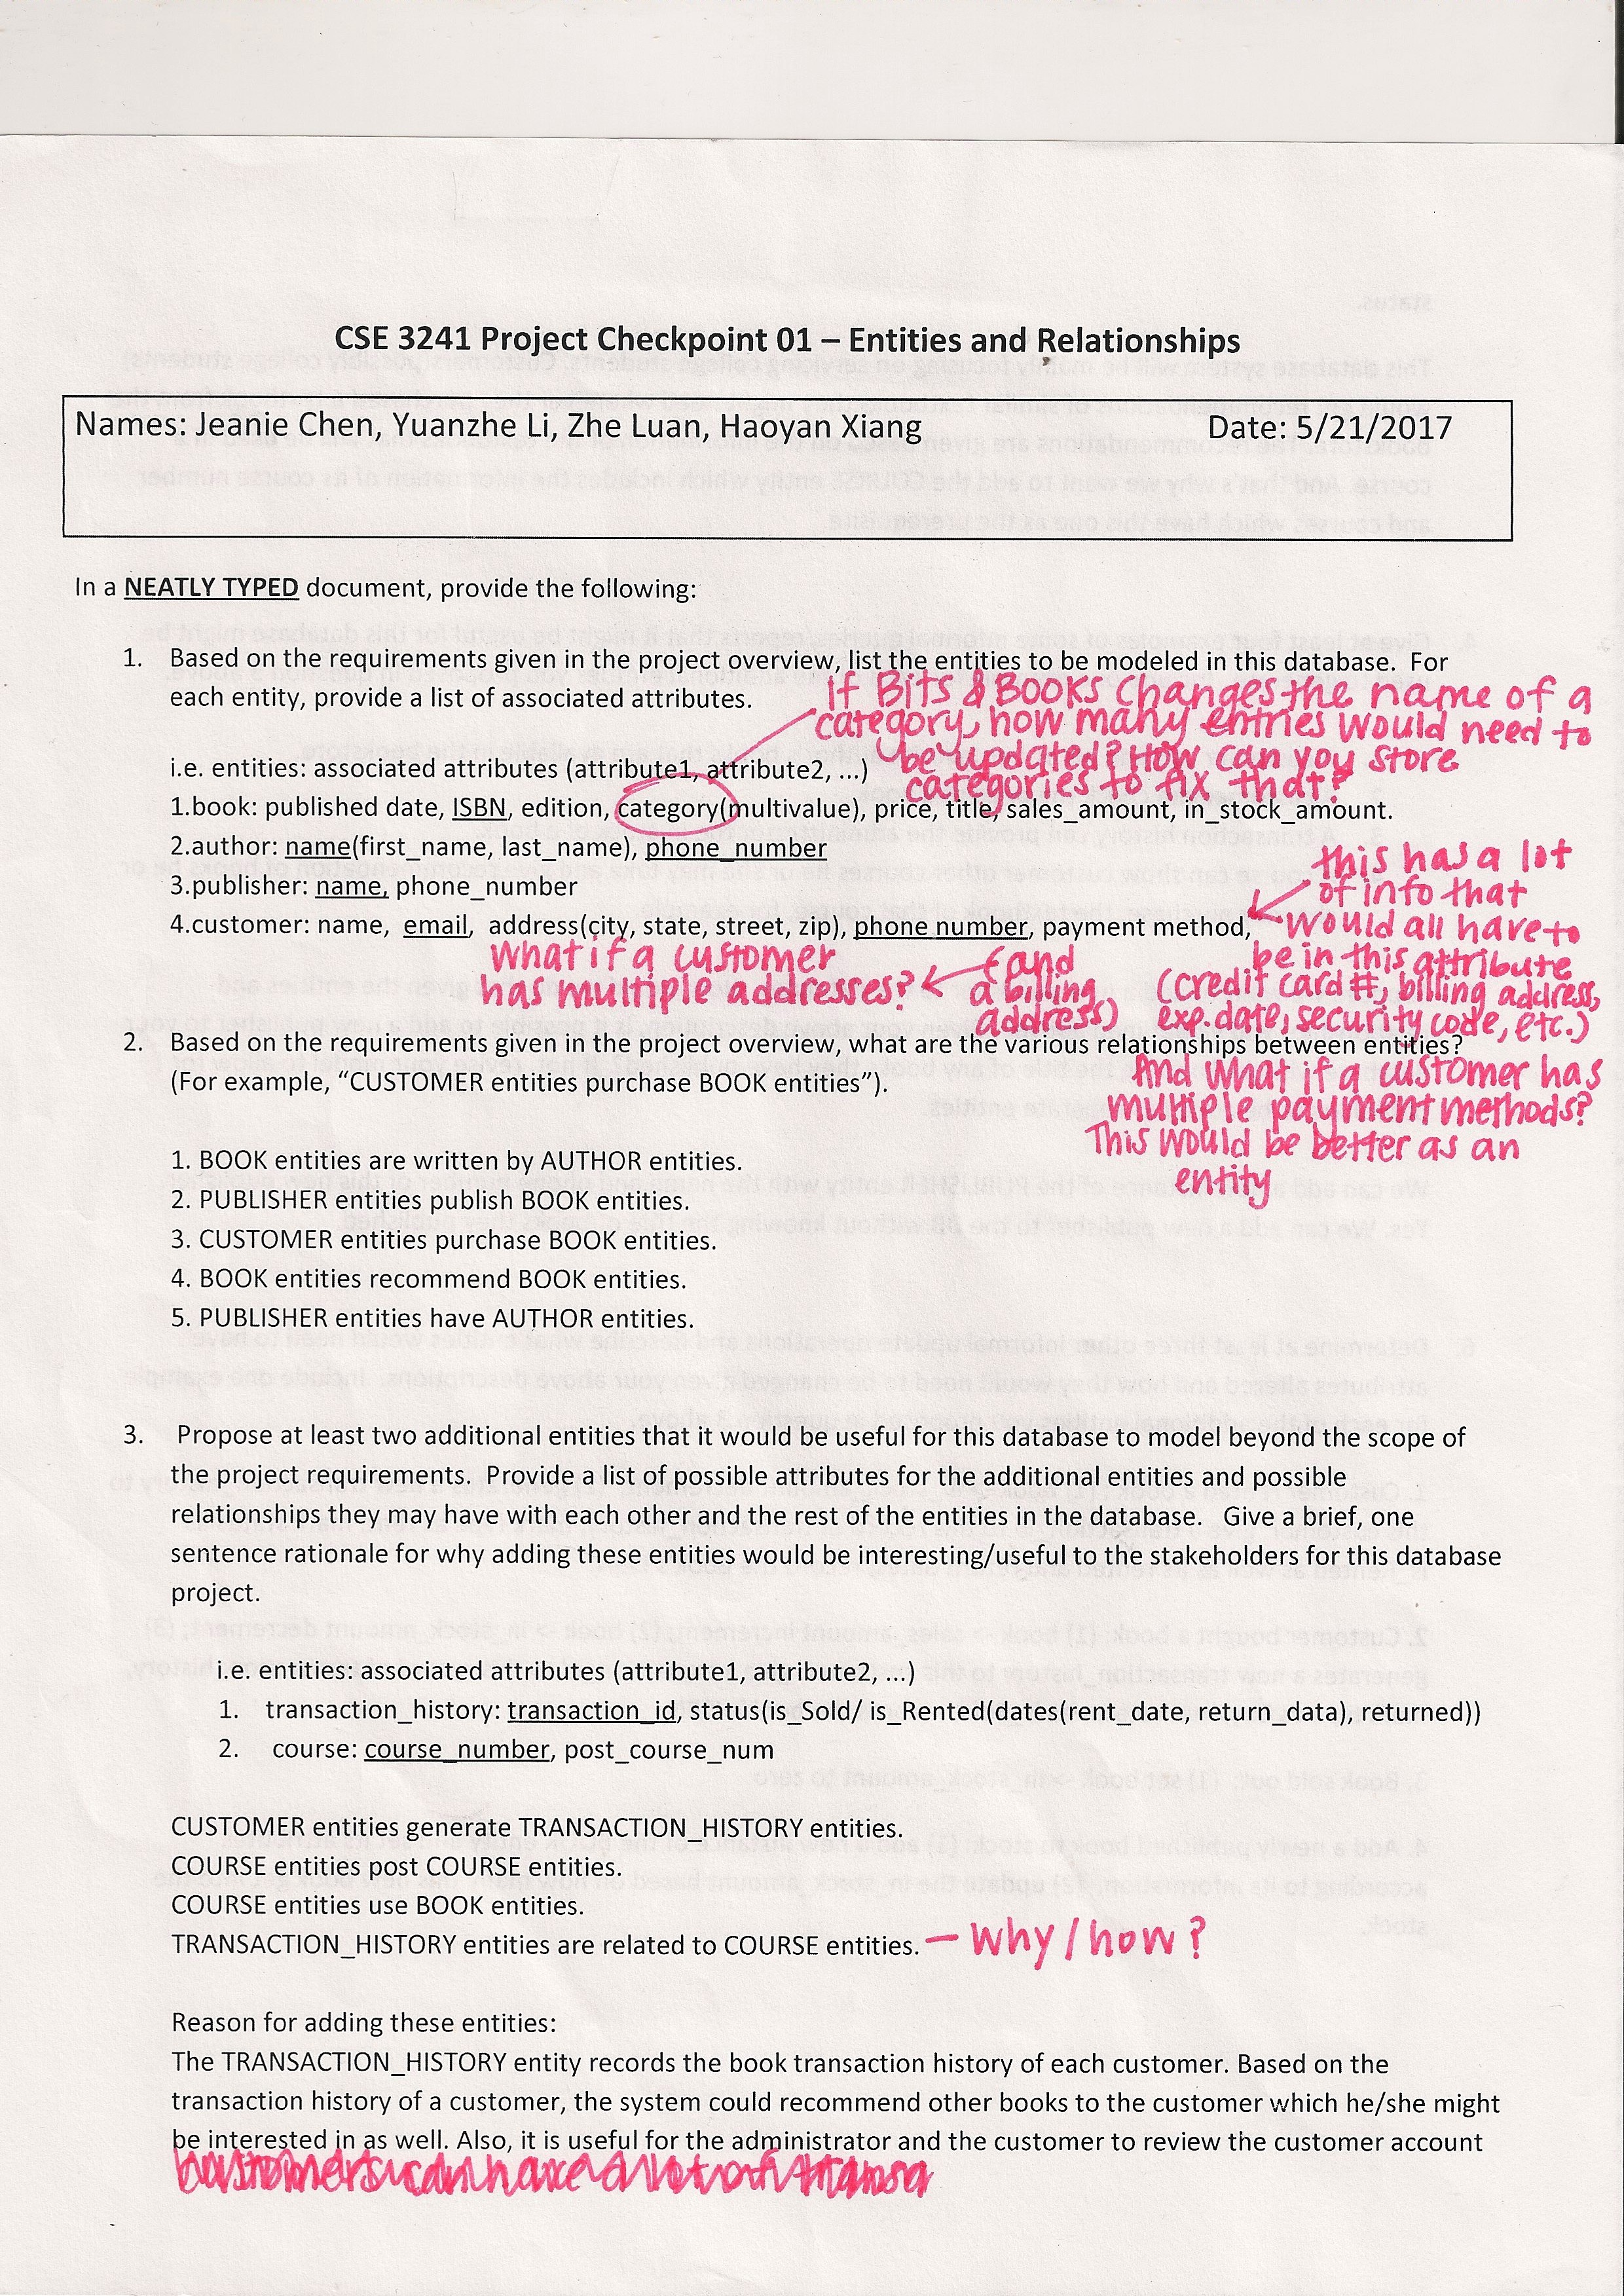 CSE 3241 Project Checkpoint 01 – Entities and Relationships
Names: Jeanie Chen, Yuanzhe Li, Zhe Luan, Haoyan Xiang Date: 5/21/2017
In a NEATLY TYPED document, provide the following:
1. Based on the requirements given in the project overview, list the entities to be modeled in this database. For
each entity, provide a list of associated attributes.
if Bits & Books changes the name of a
category, how many entries would need to
be updated? How can you store
categories to fix that?
i.e. entities: associated attributes (attribute1, attribute2, ...)
1.book: published date, ISBN, edition, category(multivalue), price, title, sales_amount, in_stock_amount.
2.author: name(first_name, last_name), phone_number
3.publisher: name, phone_number
4.customer: name, email, address(city, state, street, zip), phone number, payment method,
this has a lot
of info that
would all have to
be in this attribute
(credit card #, billing address,
exp. date, security code, etc.)
What if a customer
has multiple addresses?
(and
a billing
address)
2. Based on the requirements given in the project overview, what are the various relationships between entities?
(For example, “CUSTOMER entities purchase BOOK entities”).
And what if a customer has
multiple payment methods?
This would be better as an
entity
1. BOOK entities are written by AUTHOR entities.
2. PUBLISHER entities publish BOOK entities.
3. CUSTOMER entities purchase BOOK entities.
4. BOOK entities recommend BOOK entities.
5. PUBLISHER entities have AUTHOR entities.
3. Propose at least two additional entities that it would be useful for this database to model beyond the scope of
the project requirements. Provide a list of possible attributes for the additional entities and possible
relationships they may have with each other and the rest of the entities in the database. Give a brief, one
sentence rationale for why adding these entities would be interesting/useful to the stakeholders for this database
project.
i.e. entities: associated attributes (attribute1, attribute2, ...)
1. transaction_history: transaction_id, status(is_Sold/ is_Rented(dates(rent_date, return_data), returned))
2. course: course_number, post_course_num
CUSTOMER entities generate TRANSACTION_HISTORY entities.
COURSE entities post COURSE entities.
COURSE entities use BOOK entities.
TRANSACTION_HISTORY entities are related to COURSE entities. — Why/how?
Reason for adding these entities:
The TRANSACTION_HISTORY entity records the book transaction history of each customer. Based on the
transaction history of a customer, the system could recommend other books to the customer which he/she might
be interested in as well. Also, it is useful for the administrator and the customer to review the customer account